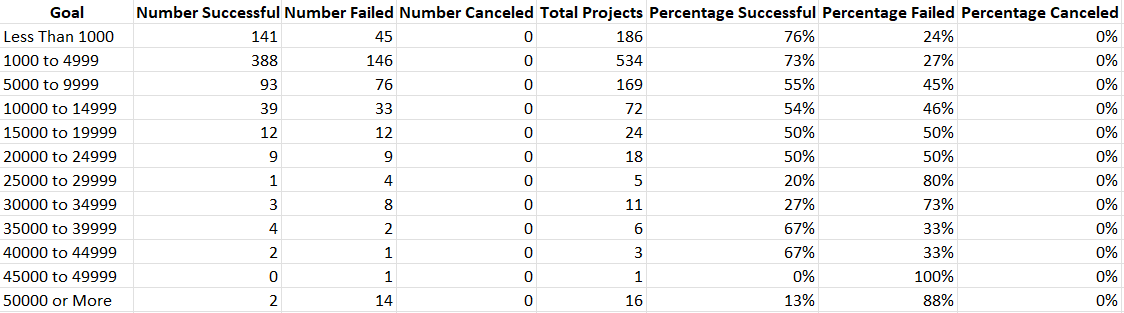 Goal Number Successful Number Failed Number Canceled Total Projects Percentage Successful Percentage Failed Percentage Canceled
Less Than 1000 141 45 0 186 76% 24% 0%
1000 to 4999 388 146 0 534 73% 27% 0%
5000 to 9999 93 76 0 169 55% 45% 0%
10000 to 14999 39 33 0 72 54% 46% 0%
15000 to 19999 12 12 0 24 50% 50% 0%
20000 to 24999 9 9 0 18 50% 50% 0%
25000 to 29999 1 4 0 5 20% 80% 0%
30000 to 34999 3 8 0 11 27% 73% 0%
35000 to 39999 4 2 0 6 67% 33% 0%
40000 to 44999 2 1 0 3 67% 33% 0%
45000 to 49999 0 1 0 1 0% 100% 0%
50000 or More 2 14 0 16 13% 88% 0%